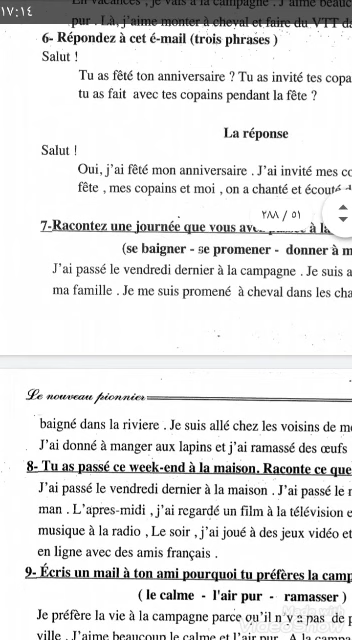 ١٧:١٤
En vacances , je vais à la campagne . J'aime beauc
pur . Là, j'aime monter à cheval et faire du VTT da
6- Répondez à cet é-mail (trois phrases )
Salut !
Tu as fêté ton anniversaire ? Tu as invité tes copa
tu as fait avec tes copains pendant la fête ?
La réponse
Salut !
Oui, j'ai fêté mon anniversaire . J'ai invité mes co
fête , mes copains et moi , on a chanté et écouté
٢٨٨ / ٥١
7-Racontez une journée que vous à la
(se baigner - se promener - donner à m
J'ai passé le vendredi dernier à la campagne . Je suis a
ma famille . Je me suis promené à cheval dans les cha
Le nouveau pionnier
baigné dans la riviere . Je suis allé chez les voisins de me
J'ai donné à manger aux lapins et j'ai ramassé des œufs
8- Tu as passé ce week-end à la maison. Raconte ce que
J'ai passé le vendredi dernier à la maison . J'ai passé le r
man . L'apres-midi , j'ai regardé un film à la télévision e
musique à la radio , Le soir , j'ai joué à des jeux vidéo et
en ligne avec des amis français .
9- Écris un mail à ton ami pourquoi tu préfères la camp
( le calme - l'air pur - ramasser )
Je préfère la vie à la campagne parce ou'il n'y a pas de p
ville . J'aime beaucoup le calme et l'air pur . A la campa